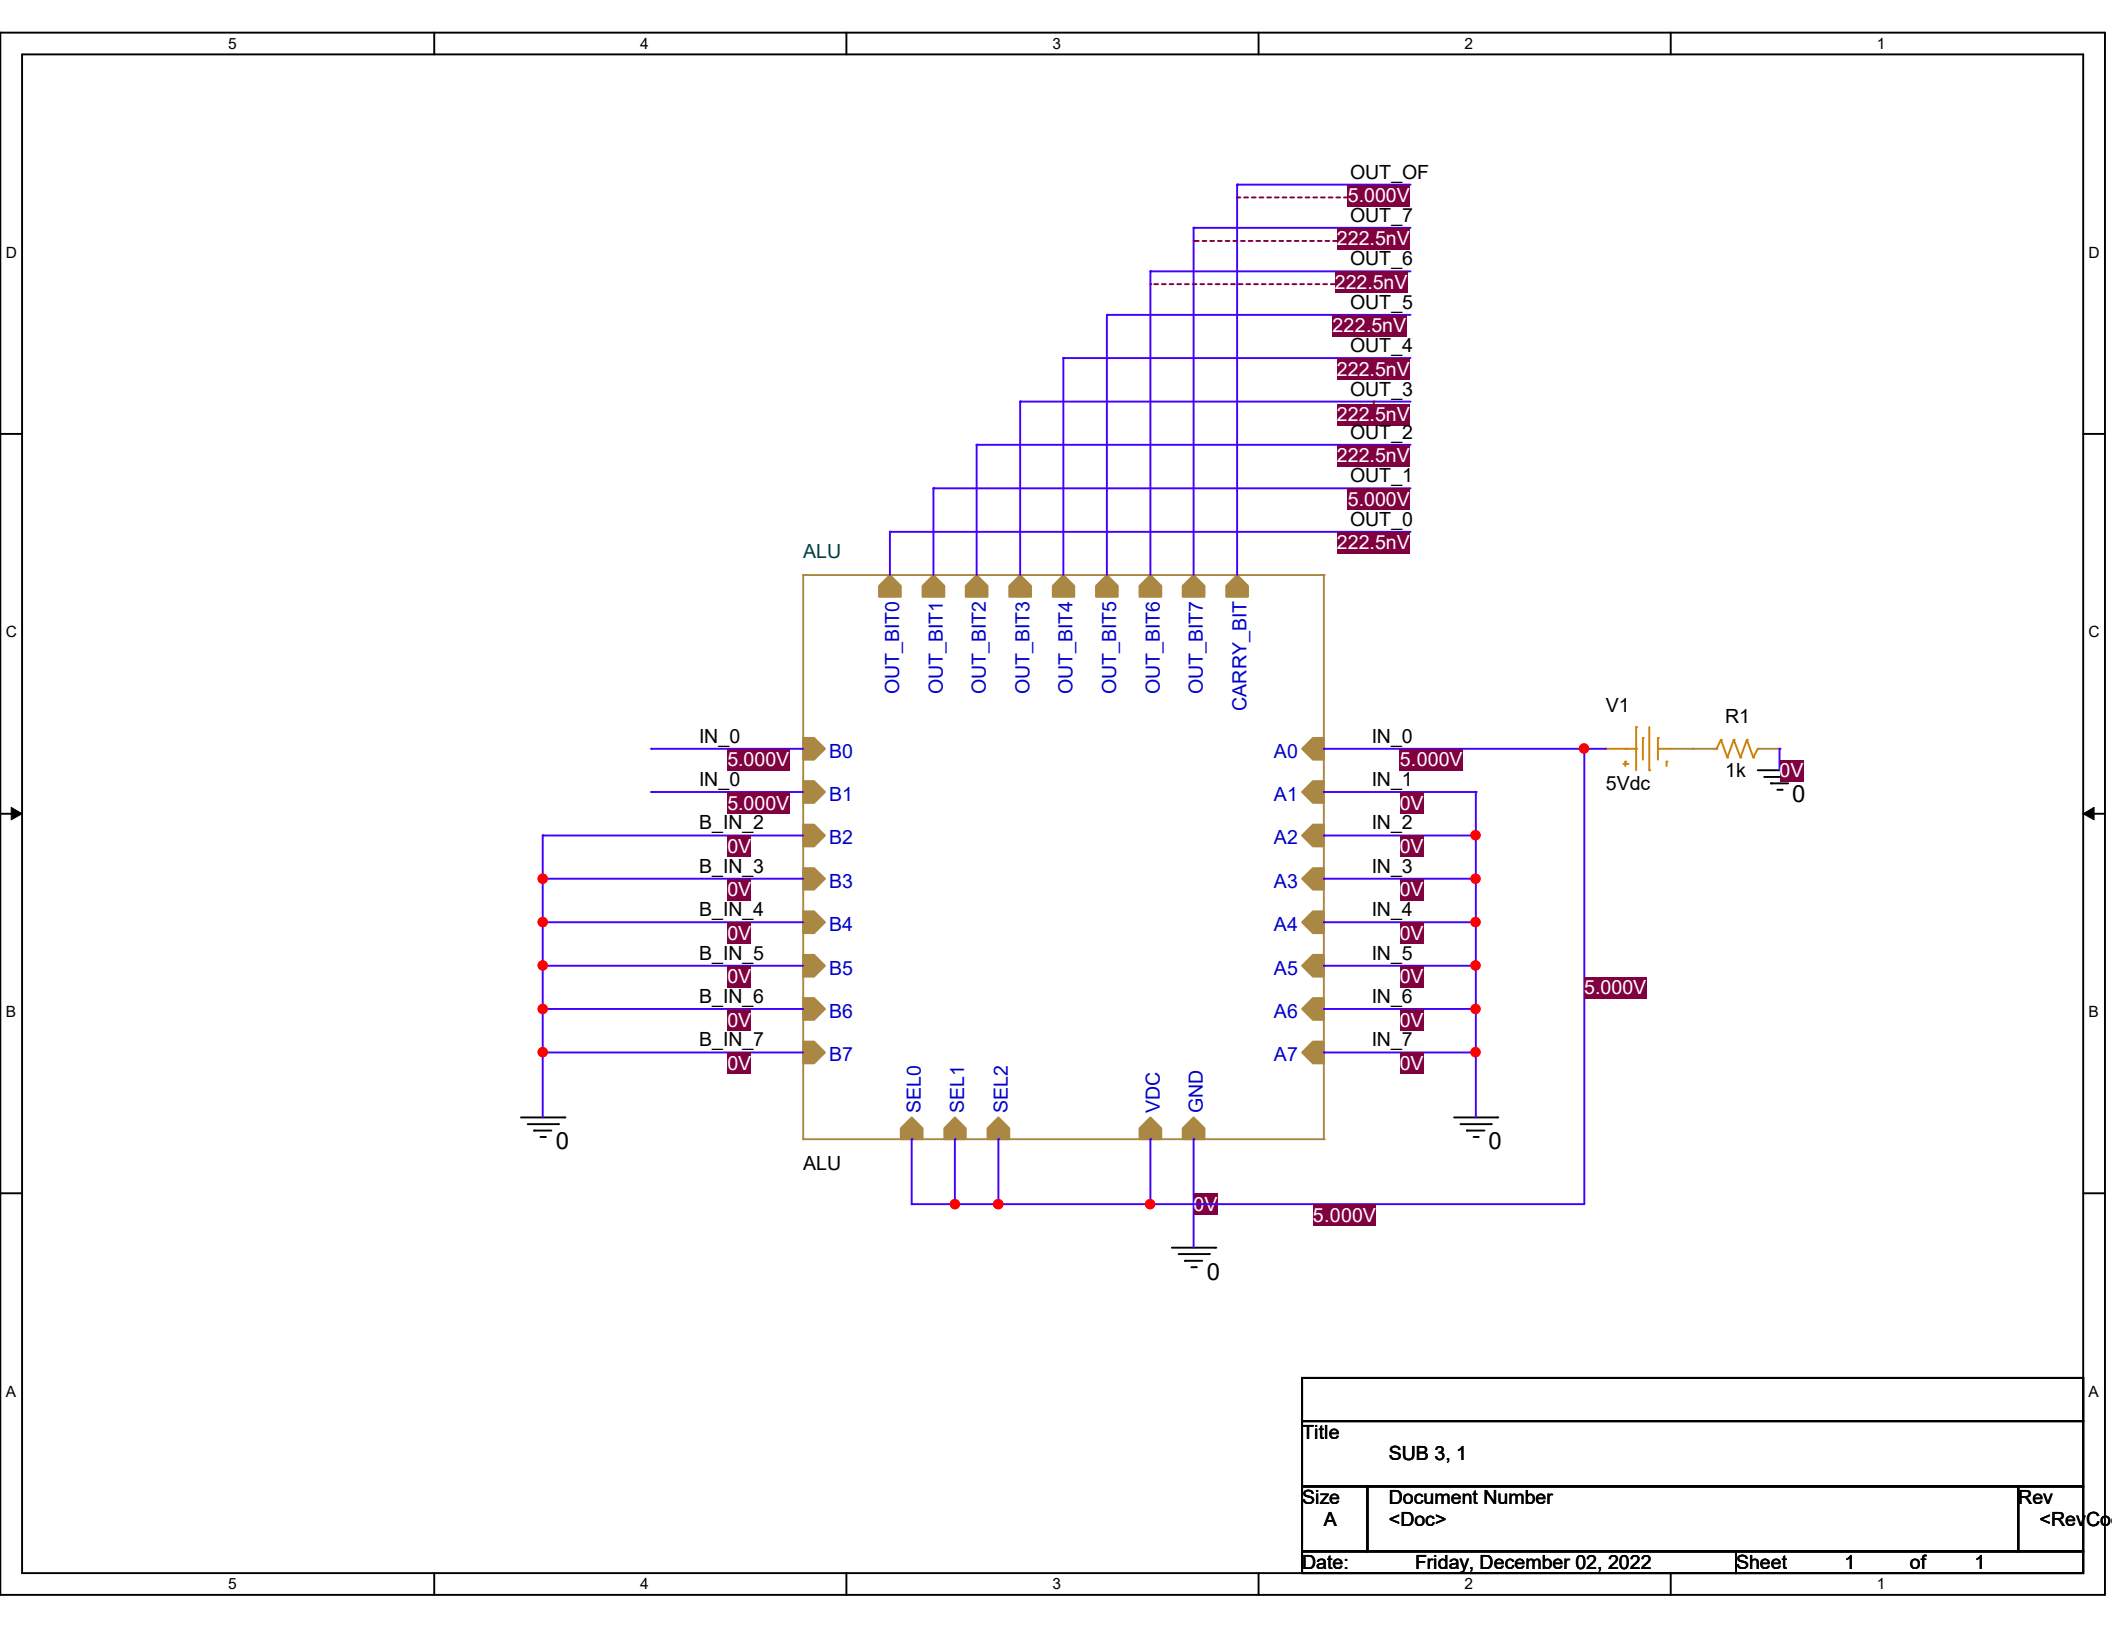 5 4 3 2 1
D D
C C
B B
A A
OUT_OF
5.000V
OUT_7
222.5nV
OUT_6
222.5nV
OUT_5
222.5nV
OUT_4
222.5nV
OUT_3
222.5nV
OUT_2
222.5nV
OUT_1
5.000V
OUT_0
222.5nV
ALU
OUT_BIT0
OUT_BIT1
OUT_BIT2
OUT_BIT3
OUT_BIT4
OUT_BIT5
OUT_BIT6
OUT_BIT7
CARRY_BIT
IN_0
5.000V
B0
IN_0
5.000V
B1
B_IN_2
0V
B2
B_IN_3
0V
B3
B_IN_4
0V
B4
B_IN_5
0V
B5
B_IN_6
0V
B6
B_IN_7
0V
B7
0
A0
IN_0
5.000V
A1
IN_1
0V
A2
IN_2
0V
A3
IN_3
0V
A4
IN_4
0V
A5
IN_5
0V
A6
IN_6
0V
A7
IN_7
0V
0
V1
5Vdc
R1
1k
0V
0
5.000V
SEL0
SEL1
SEL2
VDC
GND
ALU
0V
5.000V
0
Title
SUB 3, 1
Size
A
Document Number
<Doc>
Rev
<RevCo
Date: Friday, December 02, 2022 Sheet 1 of 1
5 4 3 2 1